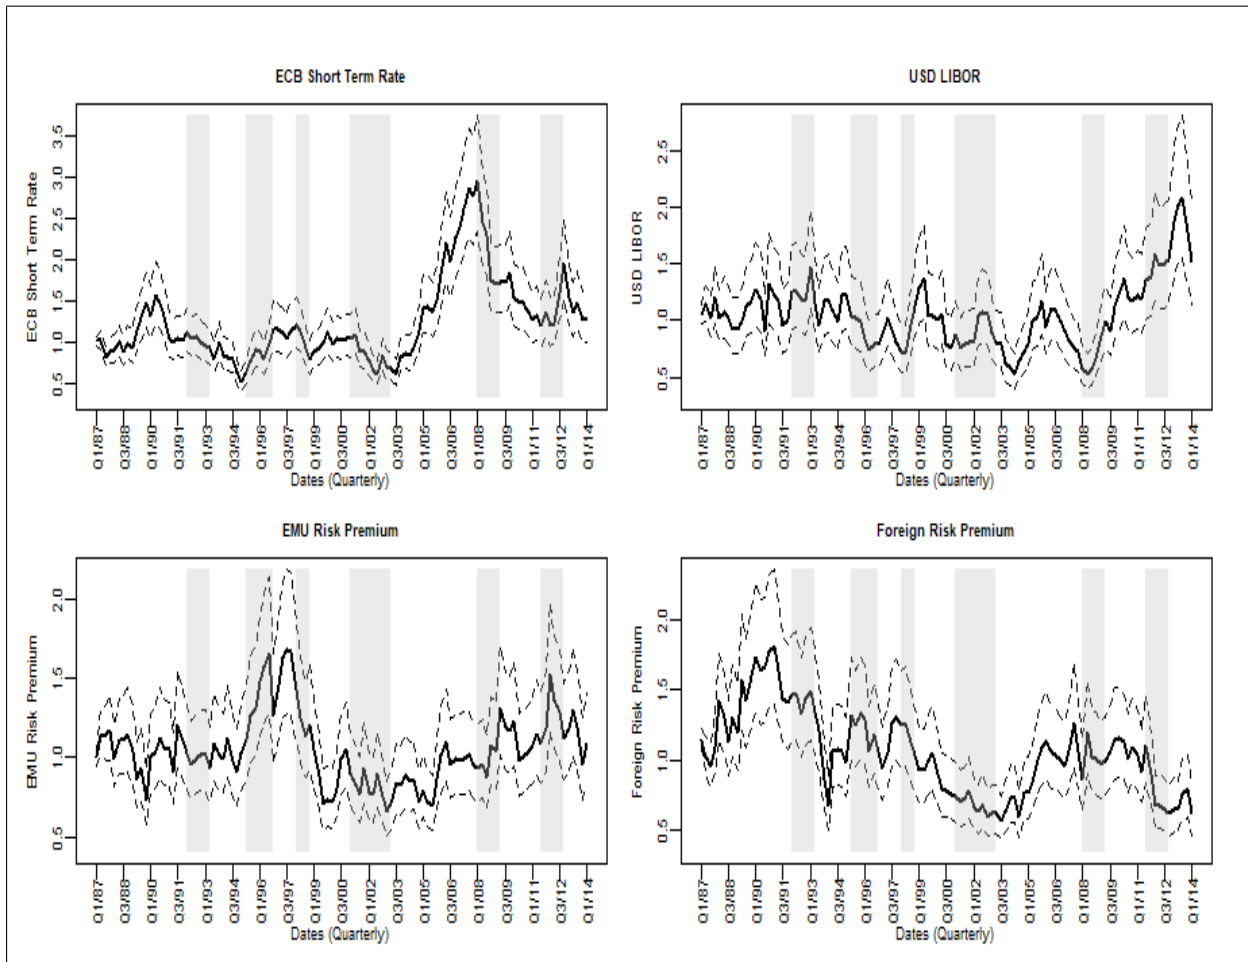 ECB Short Term Rate
ECB Short Term Rate
3.5
3.0
2.5
2.0
1.5
1.0
0.5
Q1/87
Q3/88
Q1/90
Q3/91
Q1/93
Q3/94
Q1/96
Q3/97
Q1/99
Q3/00
Q1/02
Q3/03
Q1/05
Q3/06
Q1/08
Q3/09
Q1/11
Q3/12
Q1/14
Dates (Quarterly)
USD LIBOR
USD LIBOR
2.5
2.0
1.5
1.0
0.5
Q1/87
Q3/88
Q1/90
Q3/91
Q1/93
Q3/94
Q1/96
Q3/97
Q1/99
Q3/00
Q1/02
Q3/03
Q1/05
Q3/06
Q1/08
Q3/09
Q1/11
Q3/12
Q1/14
Dates (Quarterly)
EMU Risk Premium
EMU Risk Premium
2.0
1.5
1.0
0.5
Q1/87
Q3/88
Q1/90
Q3/91
Q1/93
Q3/94
Q1/96
Q3/97
Q1/99
Q3/00
Q1/02
Q3/03
Q1/05
Q3/06
Q1/08
Q3/09
Q1/11
Q3/12
Q1/14
Dates (Quarterly)
Foreign Risk Premium
Foreign Risk Premium
2.0
1.5
1.0
0.5
Q1/87
Q3/88
Q1/90
Q3/91
Q1/93
Q3/94
Q1/96
Q3/97
Q1/99
Q3/00
Q1/02
Q3/03
Q1/05
Q3/06
Q1/08
Q3/09
Q1/11
Q3/12
Q1/14
Dates (Quarterly)